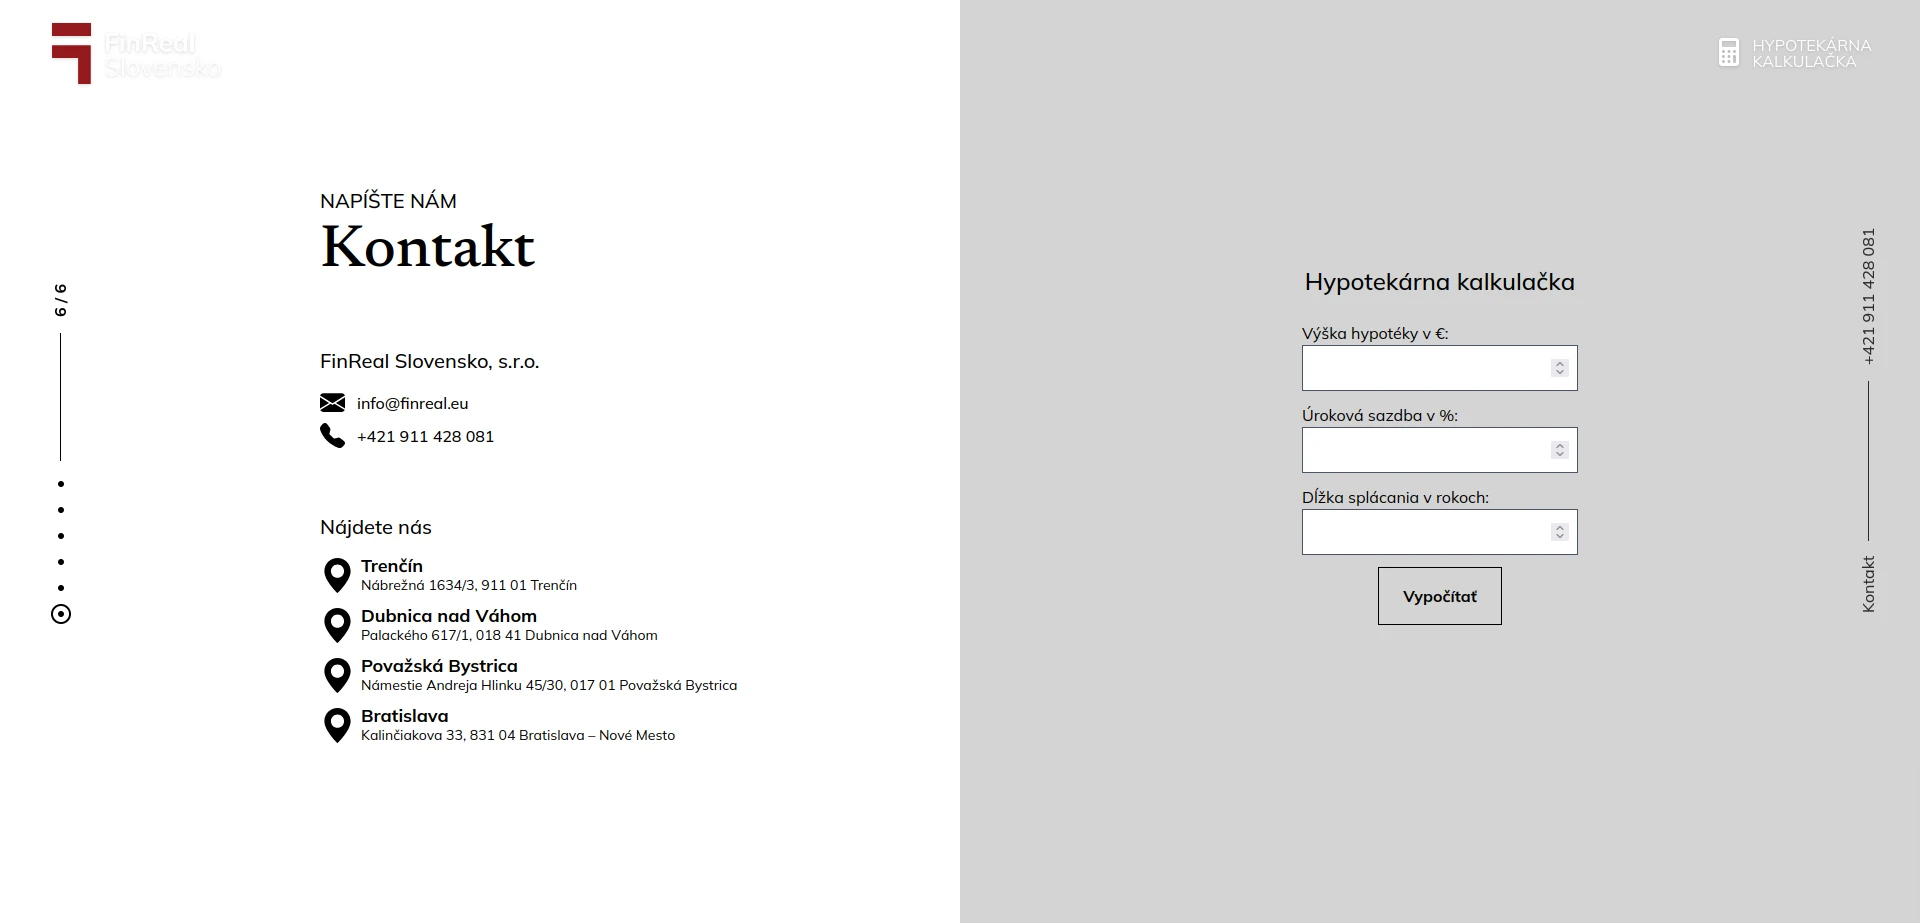 FinReal
Slovensko
HYPOTEKÁRNA
KALKULAČKA
6 / 6
NAPÍŠTE NÁM
Kontakt
FinReal Slovensko, s.r.o.
info@finreal.eu
+421 911 428 081
Nájdete nás
Trenčín
Nábrežná 1634/3, 911 01 Trenčín
Dubnica nad Váhom
Palackého 617/1, 018 41 Dubnica nad Váhom
Považská Bystrica
Námestie Andreja Hlinku 45/30, 017 01 Považská Bystrica
Bratislava
Kalinčiakova 33, 831 04 Bratislava – Nové Mesto
Hypotekárna kalkulačka
Výška hypotéky v €:
Úroková sazdba v %:
Dĺžka splácania v rokoch:
Vypočítať
+421 911 428 081
Kontakt